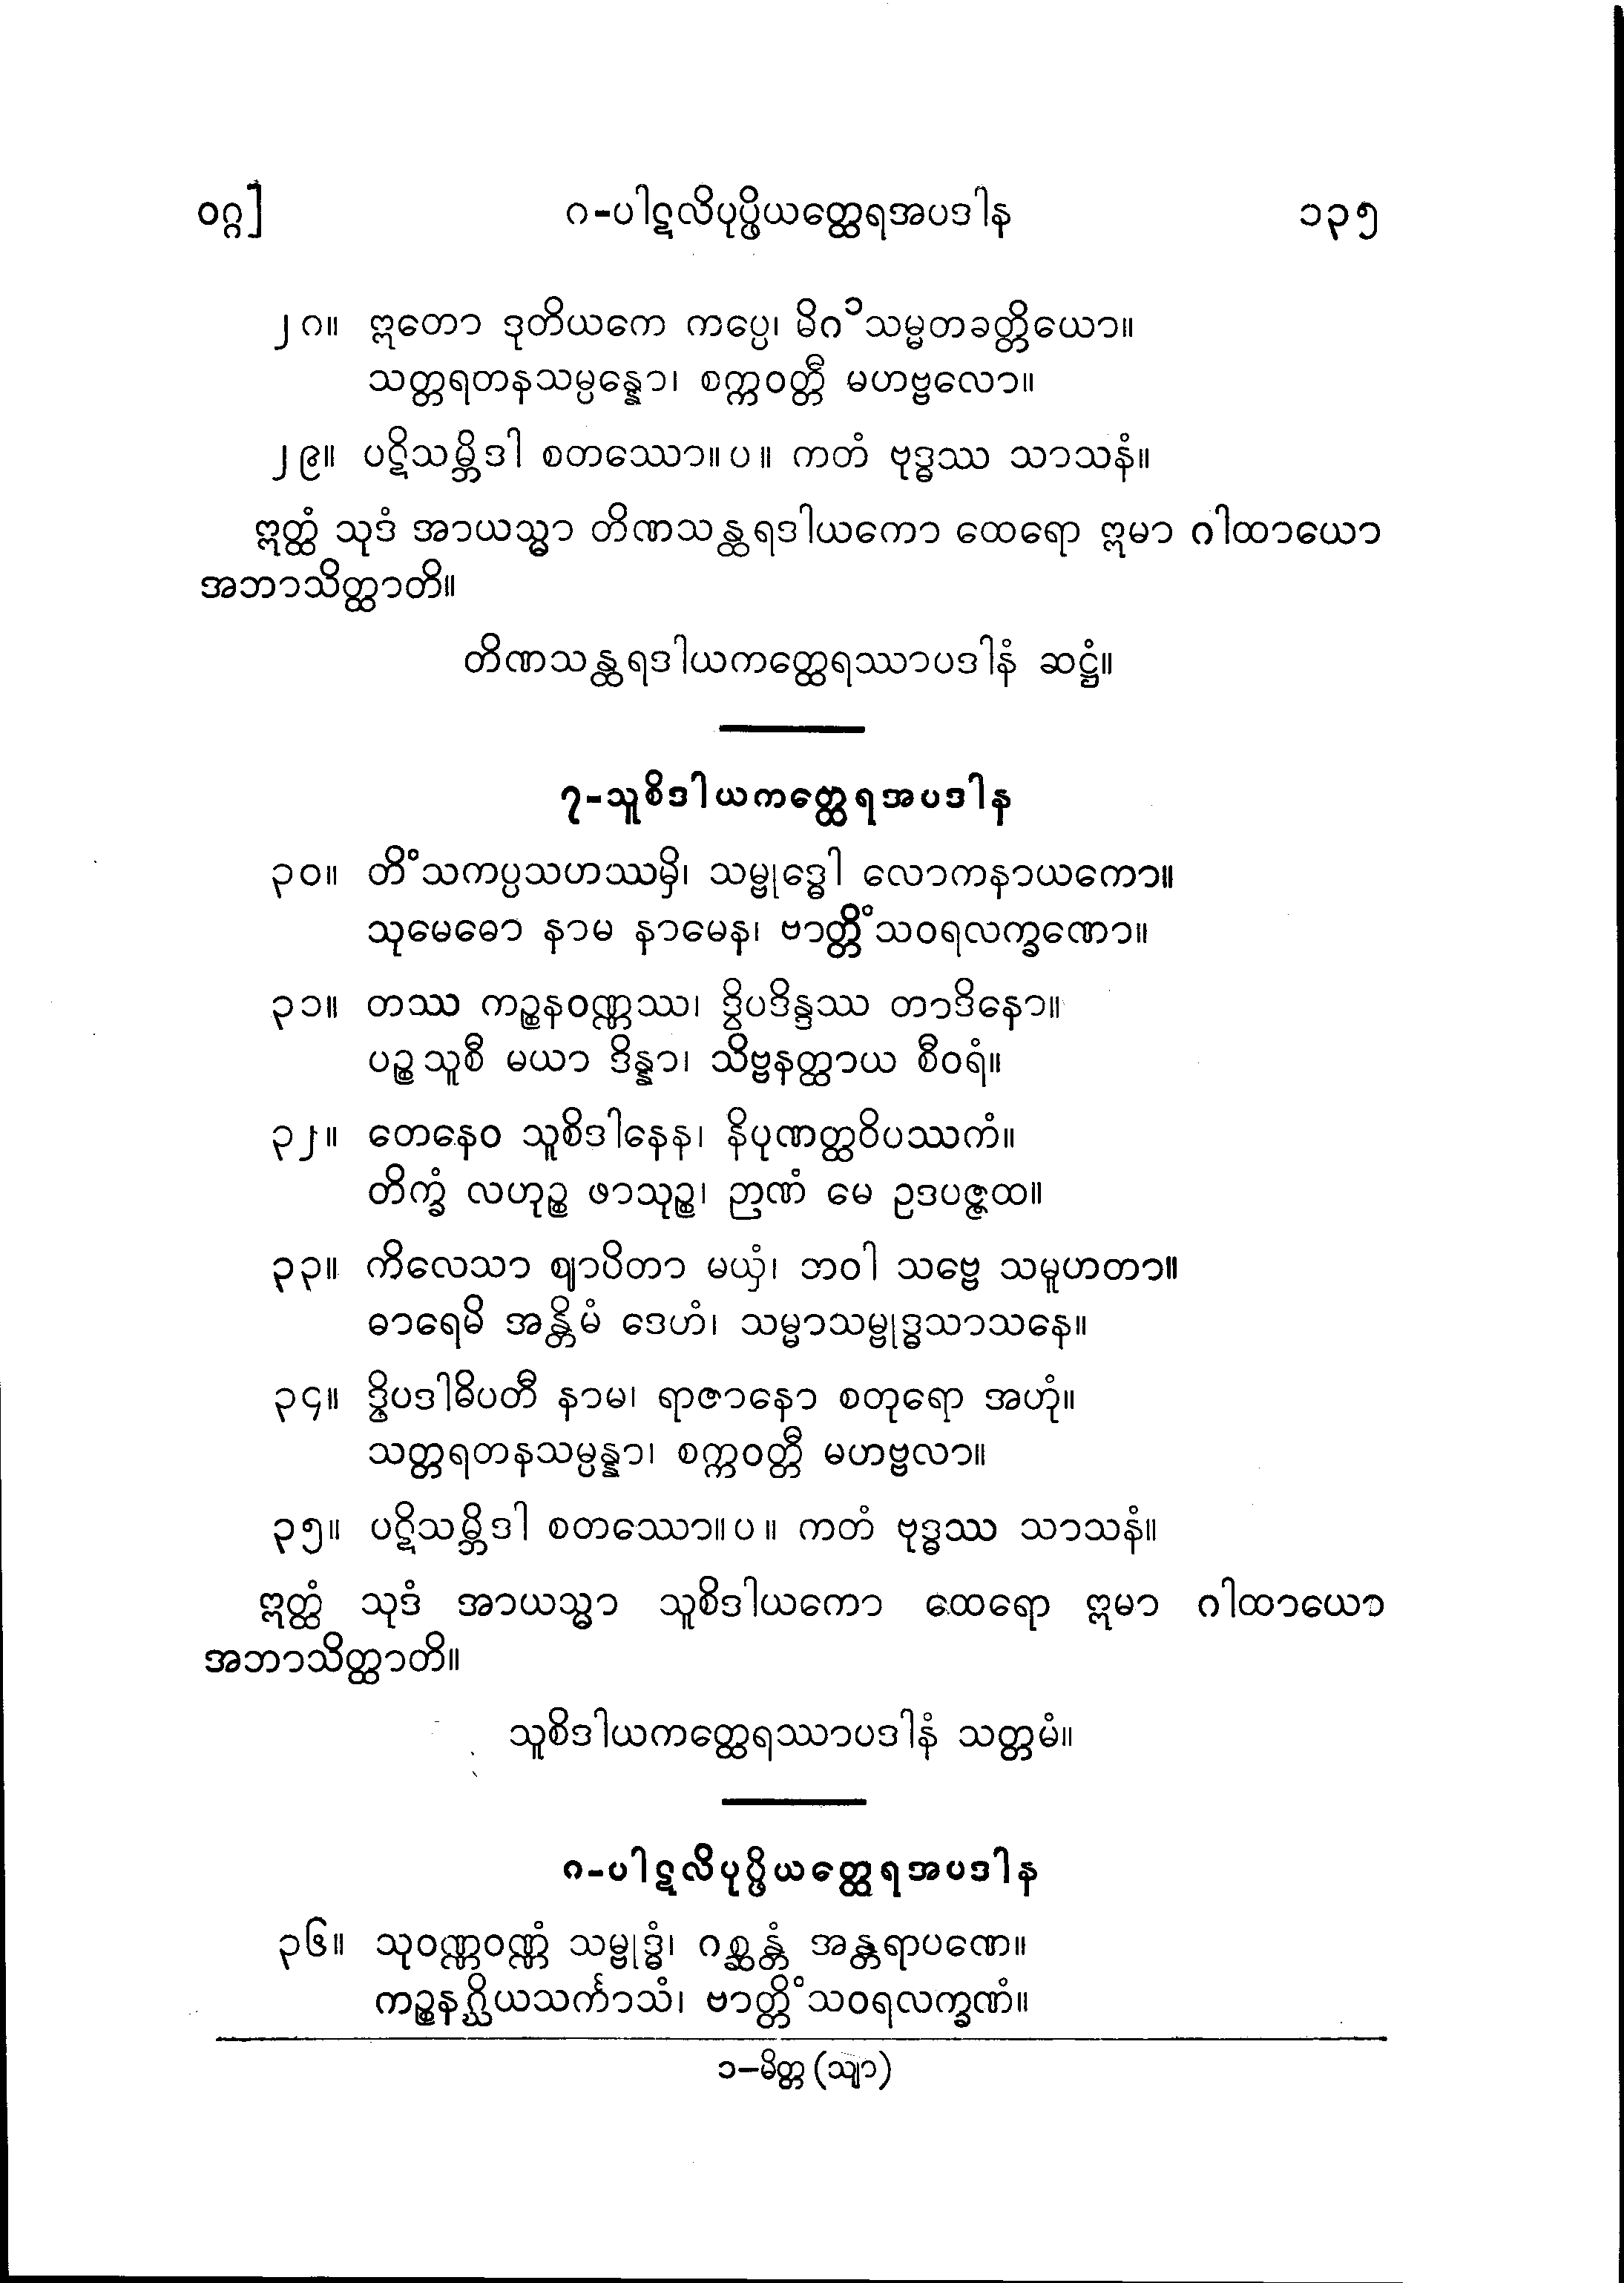 ဝဂ္ဂ] ၈-ပါဋလိပုပ္ဖိယတ္ထေရအပဒါန ၁၃၅
၂၈။ ဣတော ဒုတိယကေ ကပ္ပေ၊ မိဂ၁သမ္မတခတ္တိယော။
သတ္တရတနသမ္ပန္နော၊ စက္ကဝတ္တီ မဟဗ္ဗလော။
၂၉။ ပဋိသမ္ဘိဒါ စတဿော။ပ။ ကတံ ဗုဒ္ဓဿ သာသနံ။
ဣတ္ထံ သုဒံ အာယသ္မာ တိဏသန္ထရဒါယကော ထေရော ဣမာ ဂါထာယော
အဘာသိတ္ထာတိ။
တိဏသန္ထရဒါယကတ္ထေရဿာပဒါနံ ဆဋ္ဌံ။
၇-သူစိဒါယကတ္ထေရအပဒါန
၃၀။ တိံသကပ္ပသဟဿမှိ၊ သမ္ဗုဒ္ဓေါ လောကနာယကော။
သုမေဓော နာမ နာမေန၊ ဗာတ္တိံသဝရလက္ခဏော။
၃၁။ တဿ ကဉ္စနဝဏ္ဏဿ၊ ဒွိပဒိန္ဒဿ တာဒိနော။
ပဉ္စ သူစီ မယာ ဒိန္နာ၊ သိဗ္ဗနတ္ထာယ စီဝရံ။
၃၂။ တေနေဝ သူစိဒါနေန၊ နိပုဏတ္ထဝိပဿကံ။
တိက္ခံ လဟုဉ္စ ဖာသုဉ္စ၊ ဉာဏံ မေ ဥဒပဇ္ဇထ။
၃၃။ ကိလေသာ ဈာပိတာ မယှံ၊ ဘဝါ သဗ္ဗေ သမူဟတာ။
ဓာရေမိ အန္တိမံ ဒေဟံ၊ သမ္မာသမ္ဗုဒ္ဓသာသနေ။
၃၄။ ဒွိပဒါဓိပတီ နာမ၊ ရာဇာနော စတုရော အဟုံ။
သတ္တရတနသမ္ပန္နာ၊ စက္ကဝတ္တီ မဟဗ္ဗလာ။
၃၅။ ပဋိသမ္ဘိဒါ စတဿော။ပ။ ကတံ ဗုဒ္ဓဿ သာသနံ။
ဣတ္ထံ သုဒံ အာယသ္မာ သူစိဒါယကော ထေရော ဣမာ ဂါထာယော
အဘာသိတ္ထာတိ။
သူစိဒါယကတ္ထေရဿာပဒါနံ သတ္တမံ။
၈-ပါဋလိပုပ္ဖိယတ္ထေရအပဒါန
၃၆။ သုဝဏ္ဏဝဏ္ဏံ သမ္ဗုဒ္ဓံ၊ ဂစ္ဆန္တံ အန္တရာပဏေ။
ကဉ္စနဂ္ဃိယသင်္ကာသံ၊ ဗာတ္တိံသဝရလက္ခဏံ။
၁–မိတ္တ (သျာ)